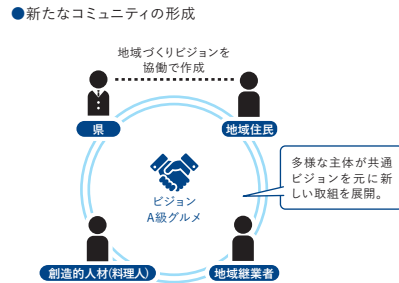 ●新たなコミュニティの形成
地域づくりビジョンを
協働で作成
県
地域住民
多様な主体が共通
ビジョンを元に新
しい取組を展開。
ビジョン
A級グルメ
創造的人材(料理人)
地域継業者